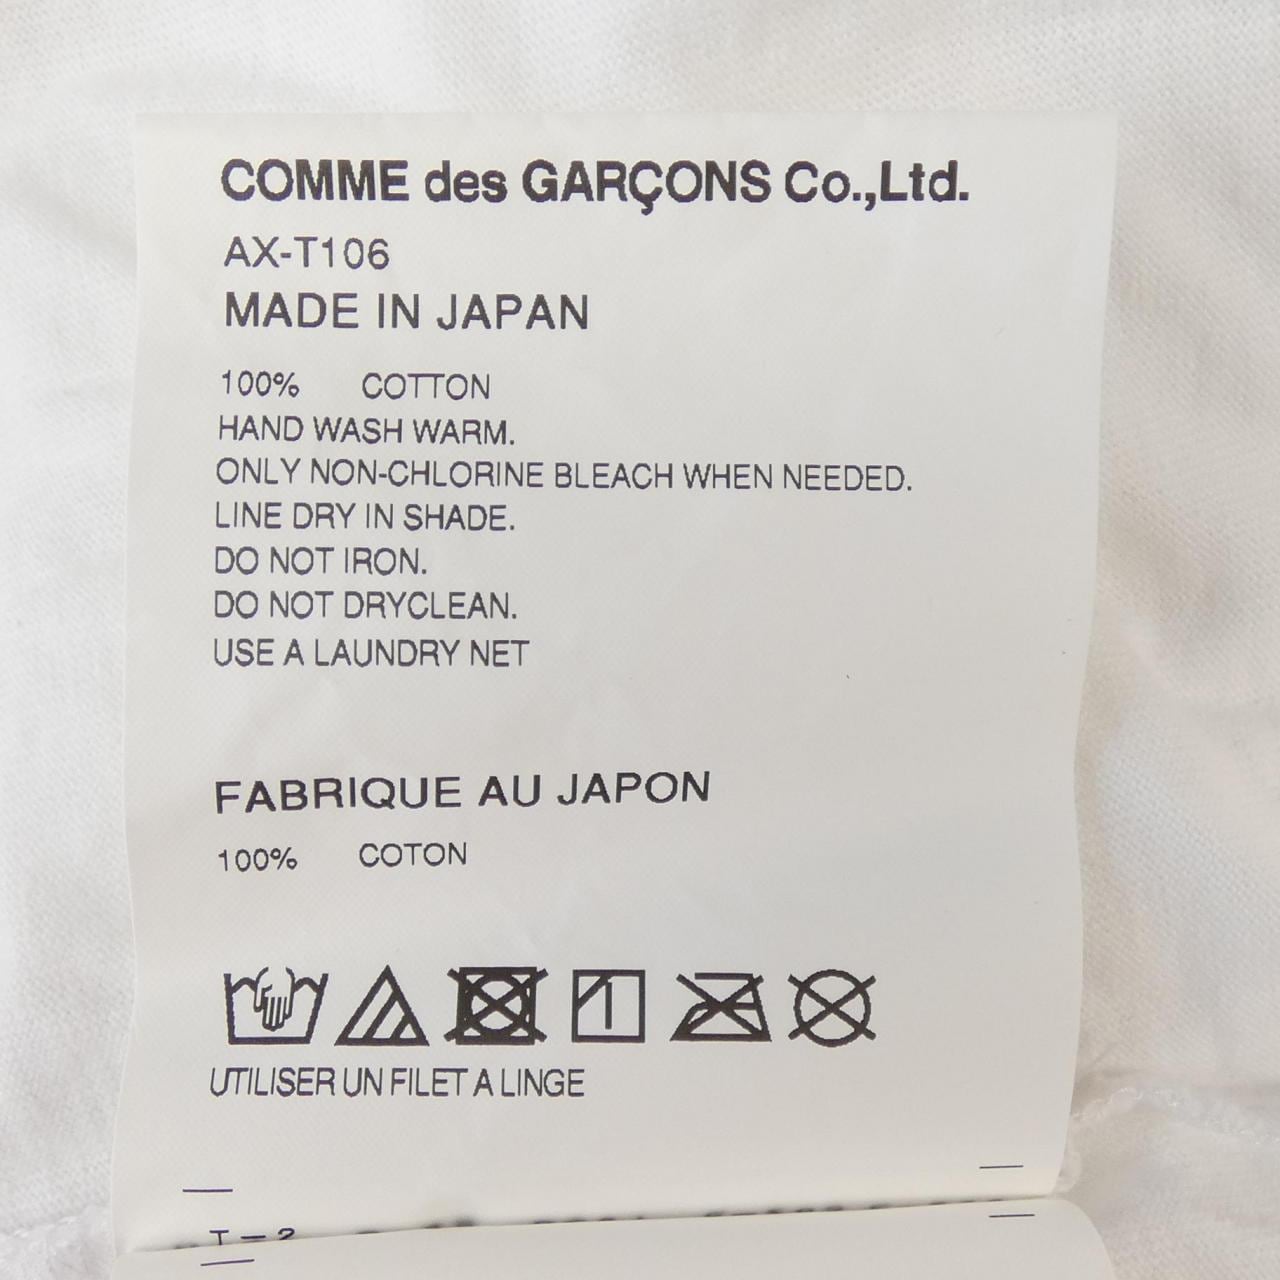 COMME des GARÇONS Co.,Ltd.
AX-T106
MADE IN JAPAN
100% COTTON
HAND WASH WARM.
ONLY NON-CHLORINE BLEACH WHEN NEEDED.
LINE DRY IN SHADE.
DO NOT IRON.
DO NOT DRYCLEAN.
USE A LAUNDRY NET
FABRIQUE AU JAPON
100% COTON
UTILISER UN FILET A LINGE
T-2